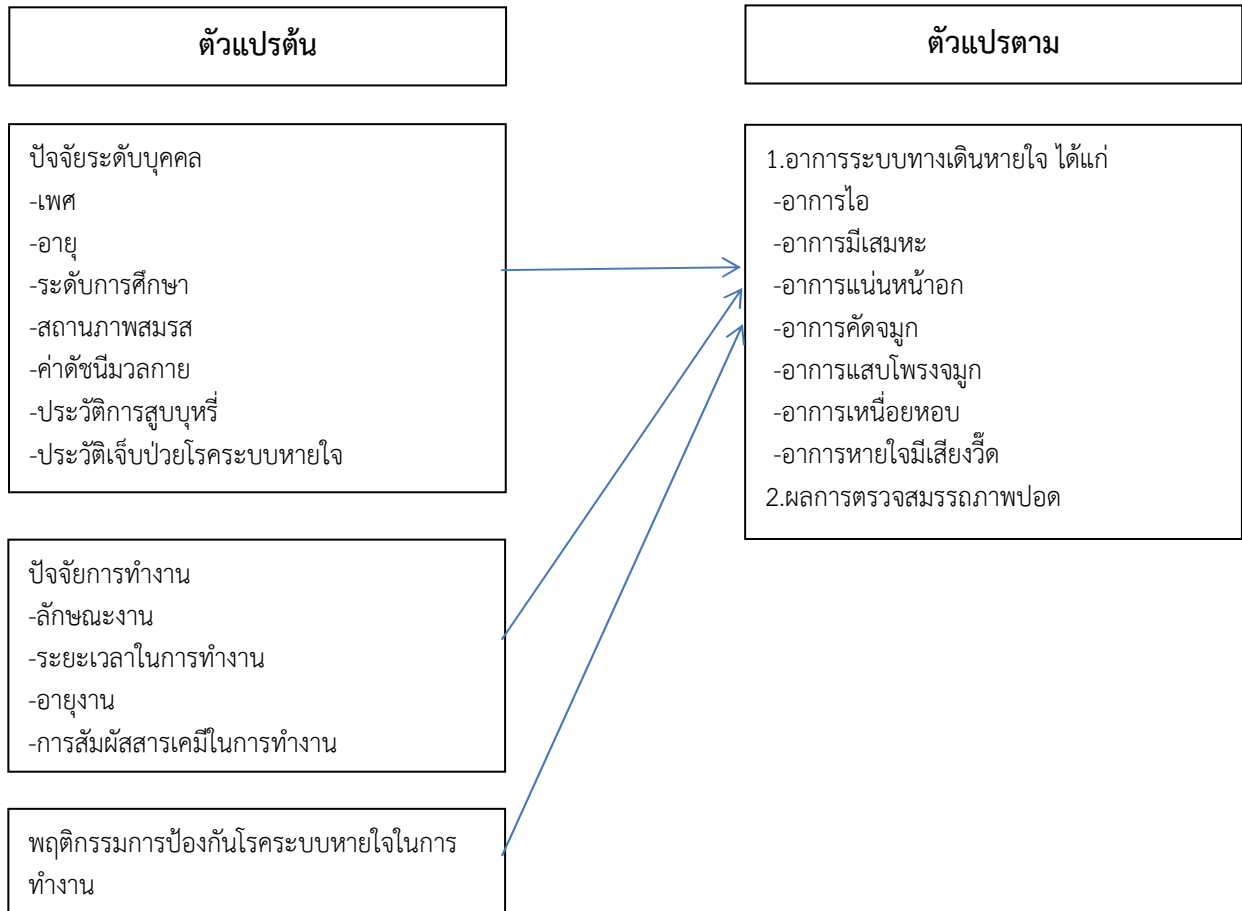 ตัวแปรต้น
ปัจจัยระดับบุคคล
-เพศ
-อายุ
-ระดับการศึกษา
-สถานภาพสมรส
-ค่าดัชนีมวลกาย
-ประวัติการสูบบุหรี่
-ประวัติเจ็บป่วยโรคระบบหายใจ
ปัจจัยการทำงาน
-ลักษณะงาน
-ระยะเวลาในการทำงาน
-อายุงาน
-การสัมผัสสารเคมีในการทำงาน
พฤติกรรมการป้องกันโรคระบบหายใจในการ
ทำงาน
ตัวแปรตาม
1.อาการระบบทางเดินหายใจ ได้แก่
-อาการไอ
-อาการมีเสมหะ
-อาการแน่นหน้าอก
-อาการคัดจมูก
-อาการแสบโพรงจมูก
-อาการเหนื่อยหอบ
-อาการหายใจมีเสียงวี๊ด
2.ผลการตรวจสมรรถภาพปอด